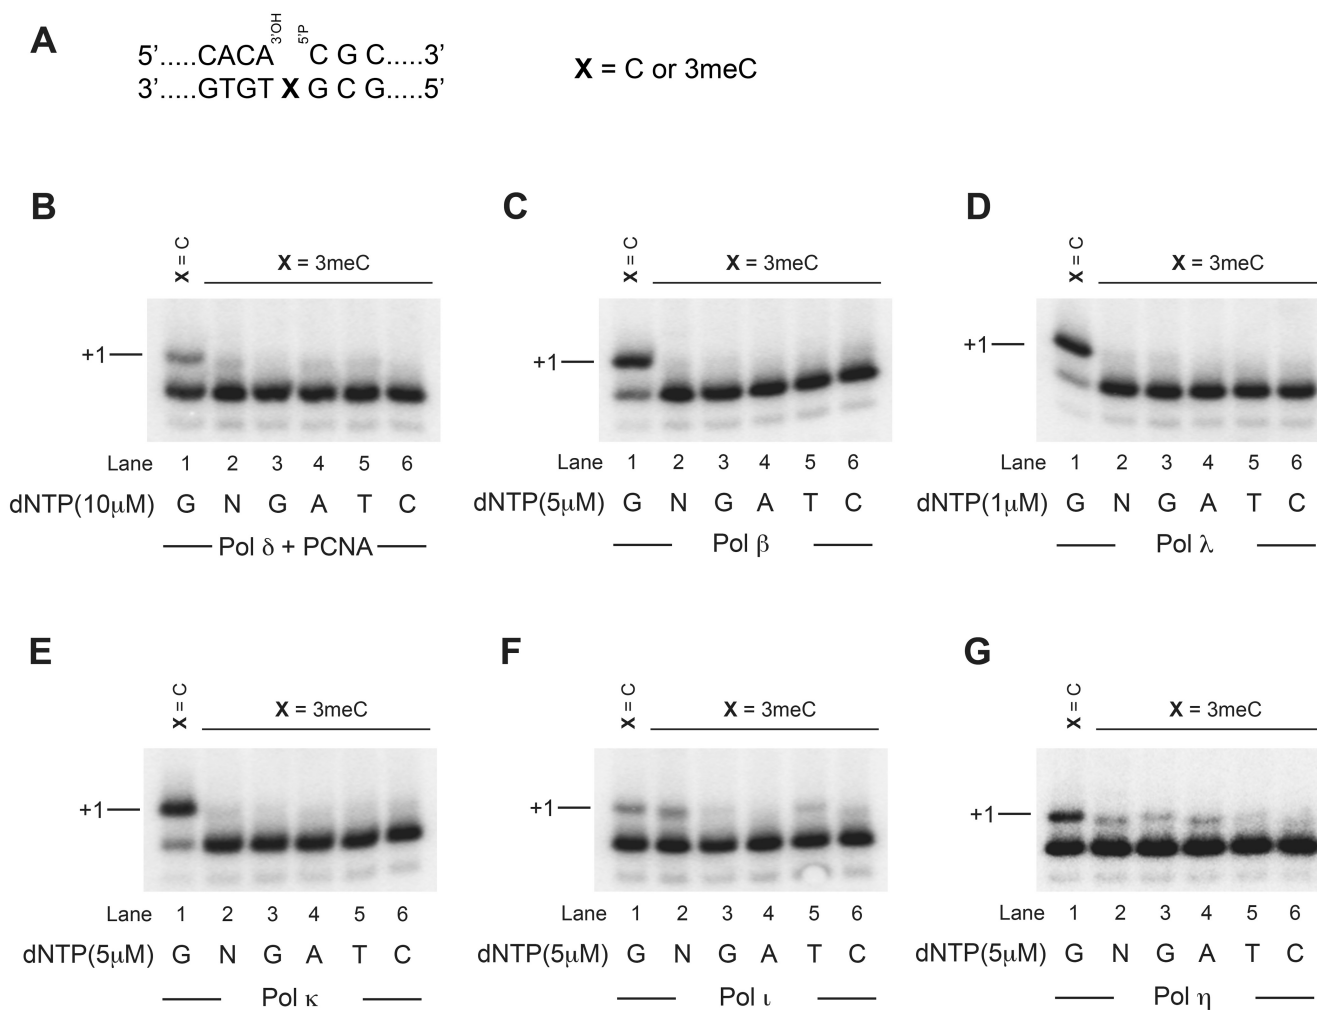 A
5’.....CACA 3’OH 5’P C G C.....3’
3’.....GTGT X G C G.....5’
X = C or 3meC
B
X = C
X = 3meC
+1
Lane 1 2 3 4 5 6
dNTP(10µM) G N G A T C
Pol δ + PCNA
C
X = C
X = 3meC
+1
Lane 1 2 3 4 5 6
dNTP(5µM) G N G A T C
Pol β
D
X = C
X = 3meC
+1
Lane 1 2 3 4 5 6
dNTP(1µM) G N G A T C
Pol λ
E
X = C
X = 3meC
+1
Lane 1 2 3 4 5 6
dNTP(5µM) G N G A T C
Pol κ
F
X = C
X = 3meC
+1
Lane 1 2 3 4 5 6
dNTP(5µM) G N G A T C
Pol ι
G
X = C
X = 3meC
+1
Lane 1 2 3 4 5 6
dNTP(5µM) G N G A T C
Pol η